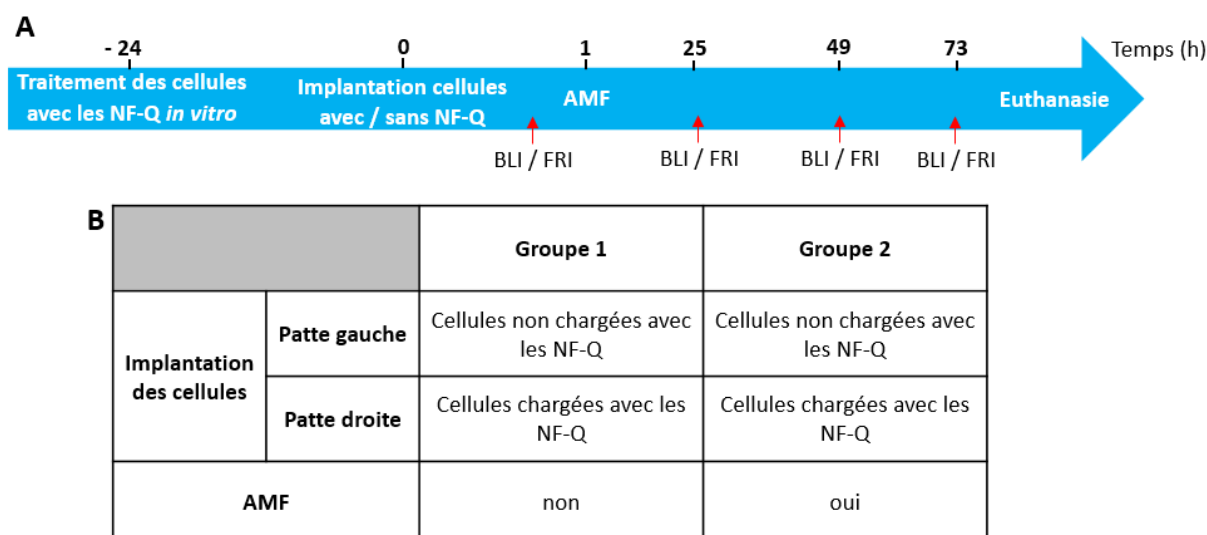 A
- 24 0 1 25 49 73 Temps (h)
Traitement des cellules
avec les NF-Q in vitro
Implantation cellules
avec / sans NF-Q
AMF
Euthanasie
BLI / FRI BLI / FRI BLI / FRI BLI / FRI
B
Groupe 1 Groupe 2
Implantation
des cellules
Patte gauche
Cellules non chargées avec
les NF-Q
Cellules non chargées avec
les NF-Q
Patte droite
Cellules chargées avec les
NF-Q
Cellules chargées avec les
NF-Q
AMF non oui